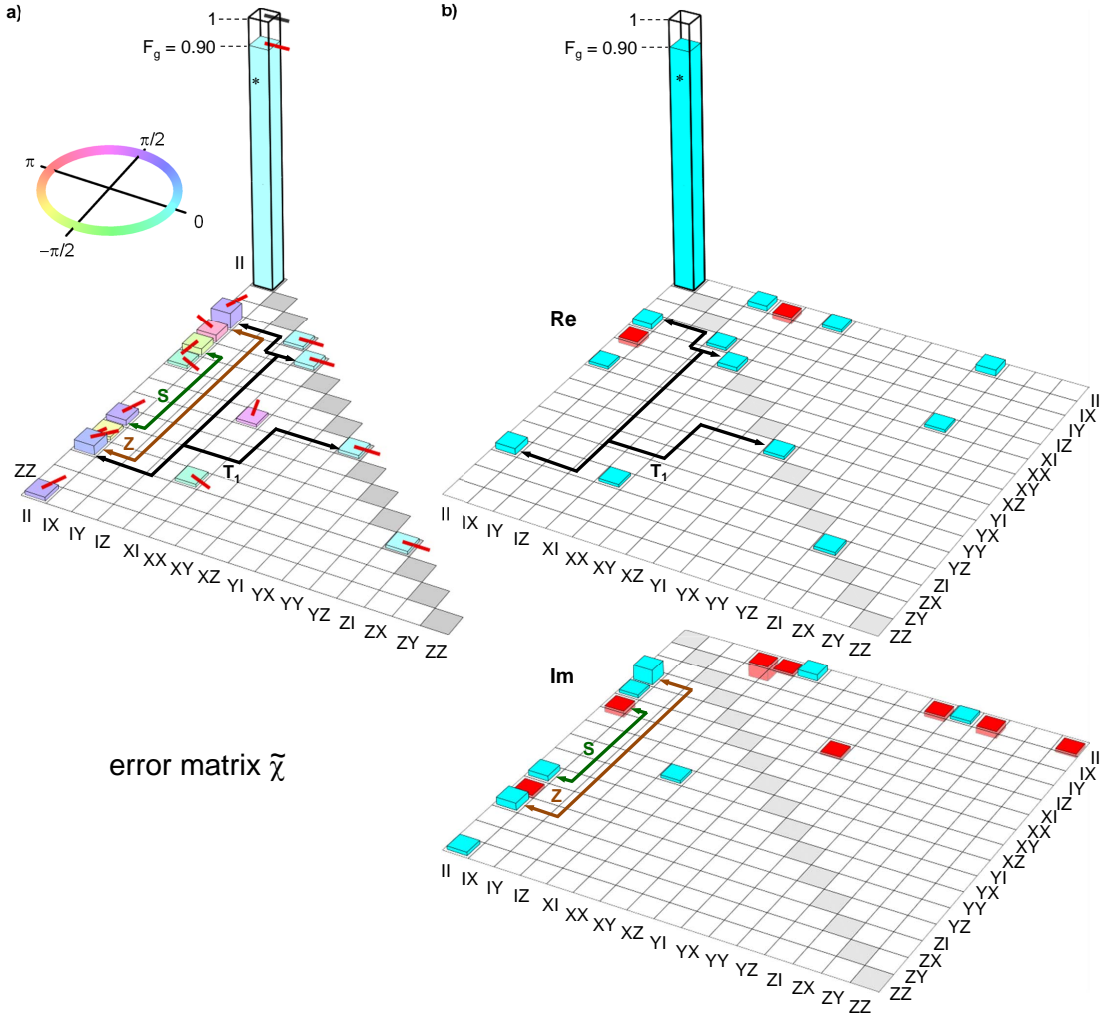 a)
1
F_g = 0.90
*
π/2
π
0
−π/2
II
S
Z
T_1
ZZ
II
IX
IY
IZ
XI
XX
XY
XZ
YI
YX
YY
YZ
ZI
ZX
ZY
ZZ
b)
1
F_g = 0.90
*
Re
T_1
II
IX
IY
IZ
XI
XX
XY
XZ
YI
YX
YY
YZ
ZI
ZX
ZY
ZZ
II
IX
IY
IZ
XI
XX
XY
XZ
YI
YX
YY
YZ
ZI
ZX
ZY
ZZ
Im
S
Z
II
IX
IY
IZ
XI
XX
XY
XZ
YI
YX
YY
YZ
ZI
ZX
ZY
ZZ
II
IX
IY
IZ
XI
XX
XY
XZ
YI
YX
YY
YZ
ZI
ZX
ZY
ZZ
error matrix χ̃